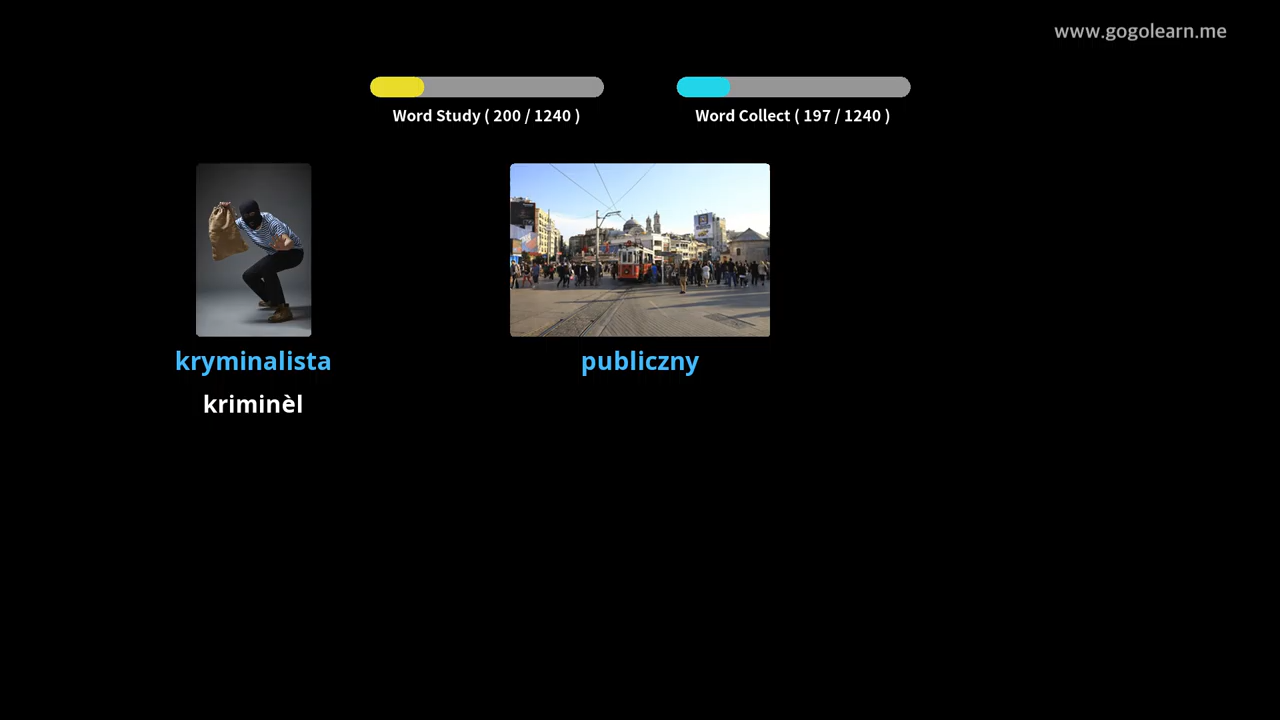 www.gogolearn.me
Word Study ( 200 / 1240 )
Word Collect ( 197 / 1240 )
kryminalista
publiczny
kriminèl